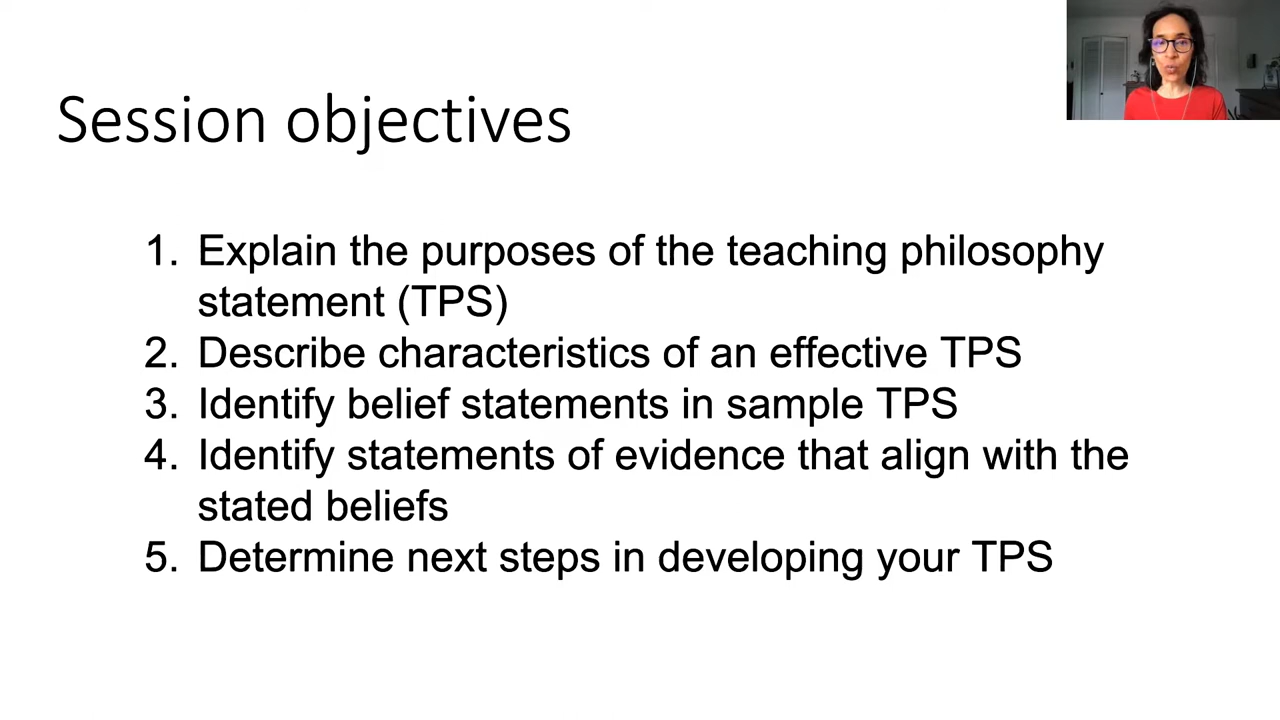 Session objectives
1. Explain the purposes of the teaching philosophy
statement (TPS)
2. Describe characteristics of an effective TPS
3. Identify belief statements in sample TPS
4. Identify statements of evidence that align with the
stated beliefs
5. Determine next steps in developing your TPS